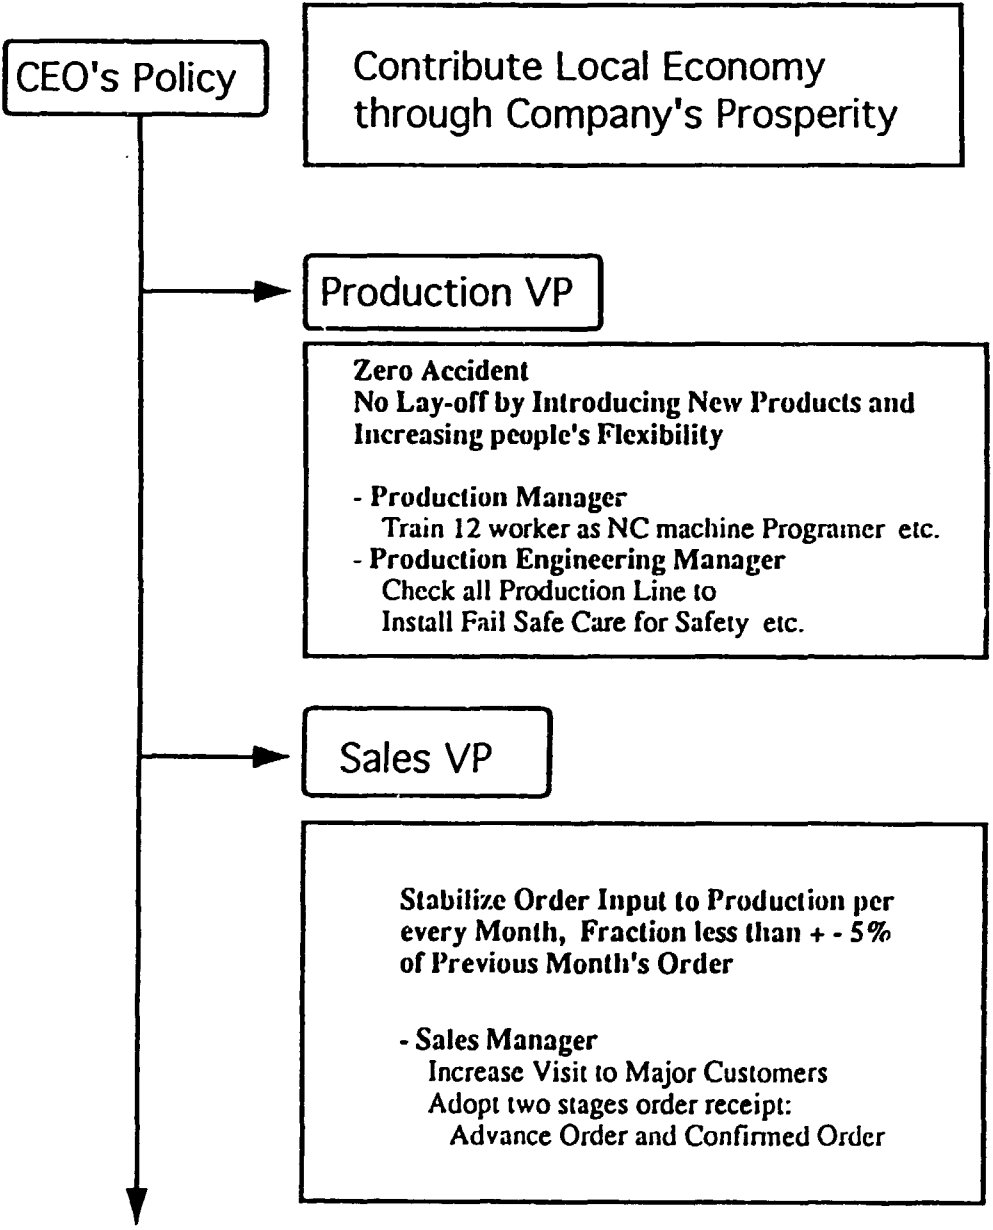 CEO's Policy
Contribute Local Economy
through Company's Prosperity
Production VP
Zero Accident
No Lay-off by Introducing New Products and
Increasing people's Flexibility
- Production Manager
Train 12 worker as NC machine Programer etc.
- Production Engineering Manager
Check all Production Line to
Install Fail Safe Care for Safety etc.
Sales VP
Stabilize Order Input to Production per
every Month, Fraction less than + - 5%
of Previous Month's Order
- Sales Manager
Increase Visit to Major Customers
Adopt two stages order receipt:
Advance Order and Confirmed Order